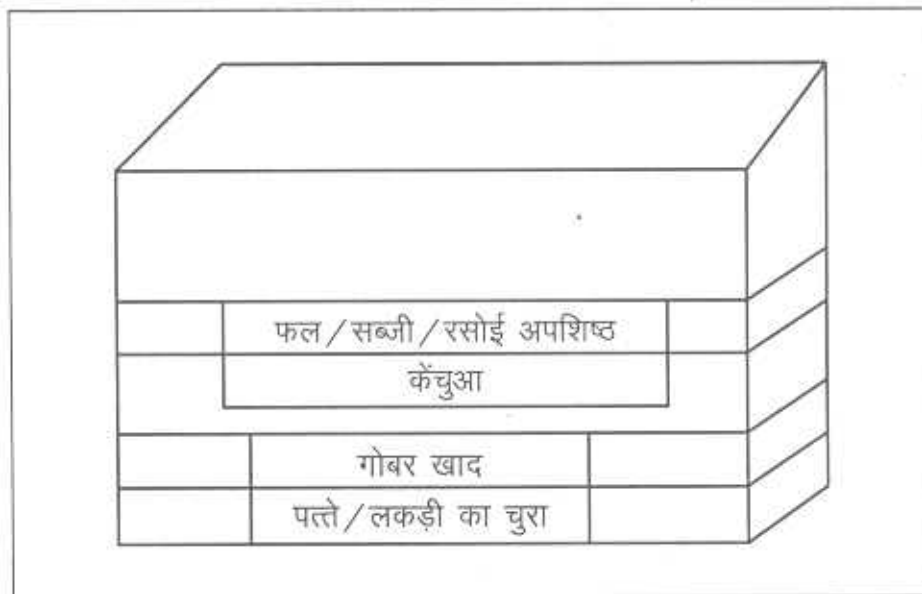 फल/सब्जी/रसोई अपशिष्ठ
केंचुआ
गोबर खाद
पत्ते/लकड़ी का चुरा